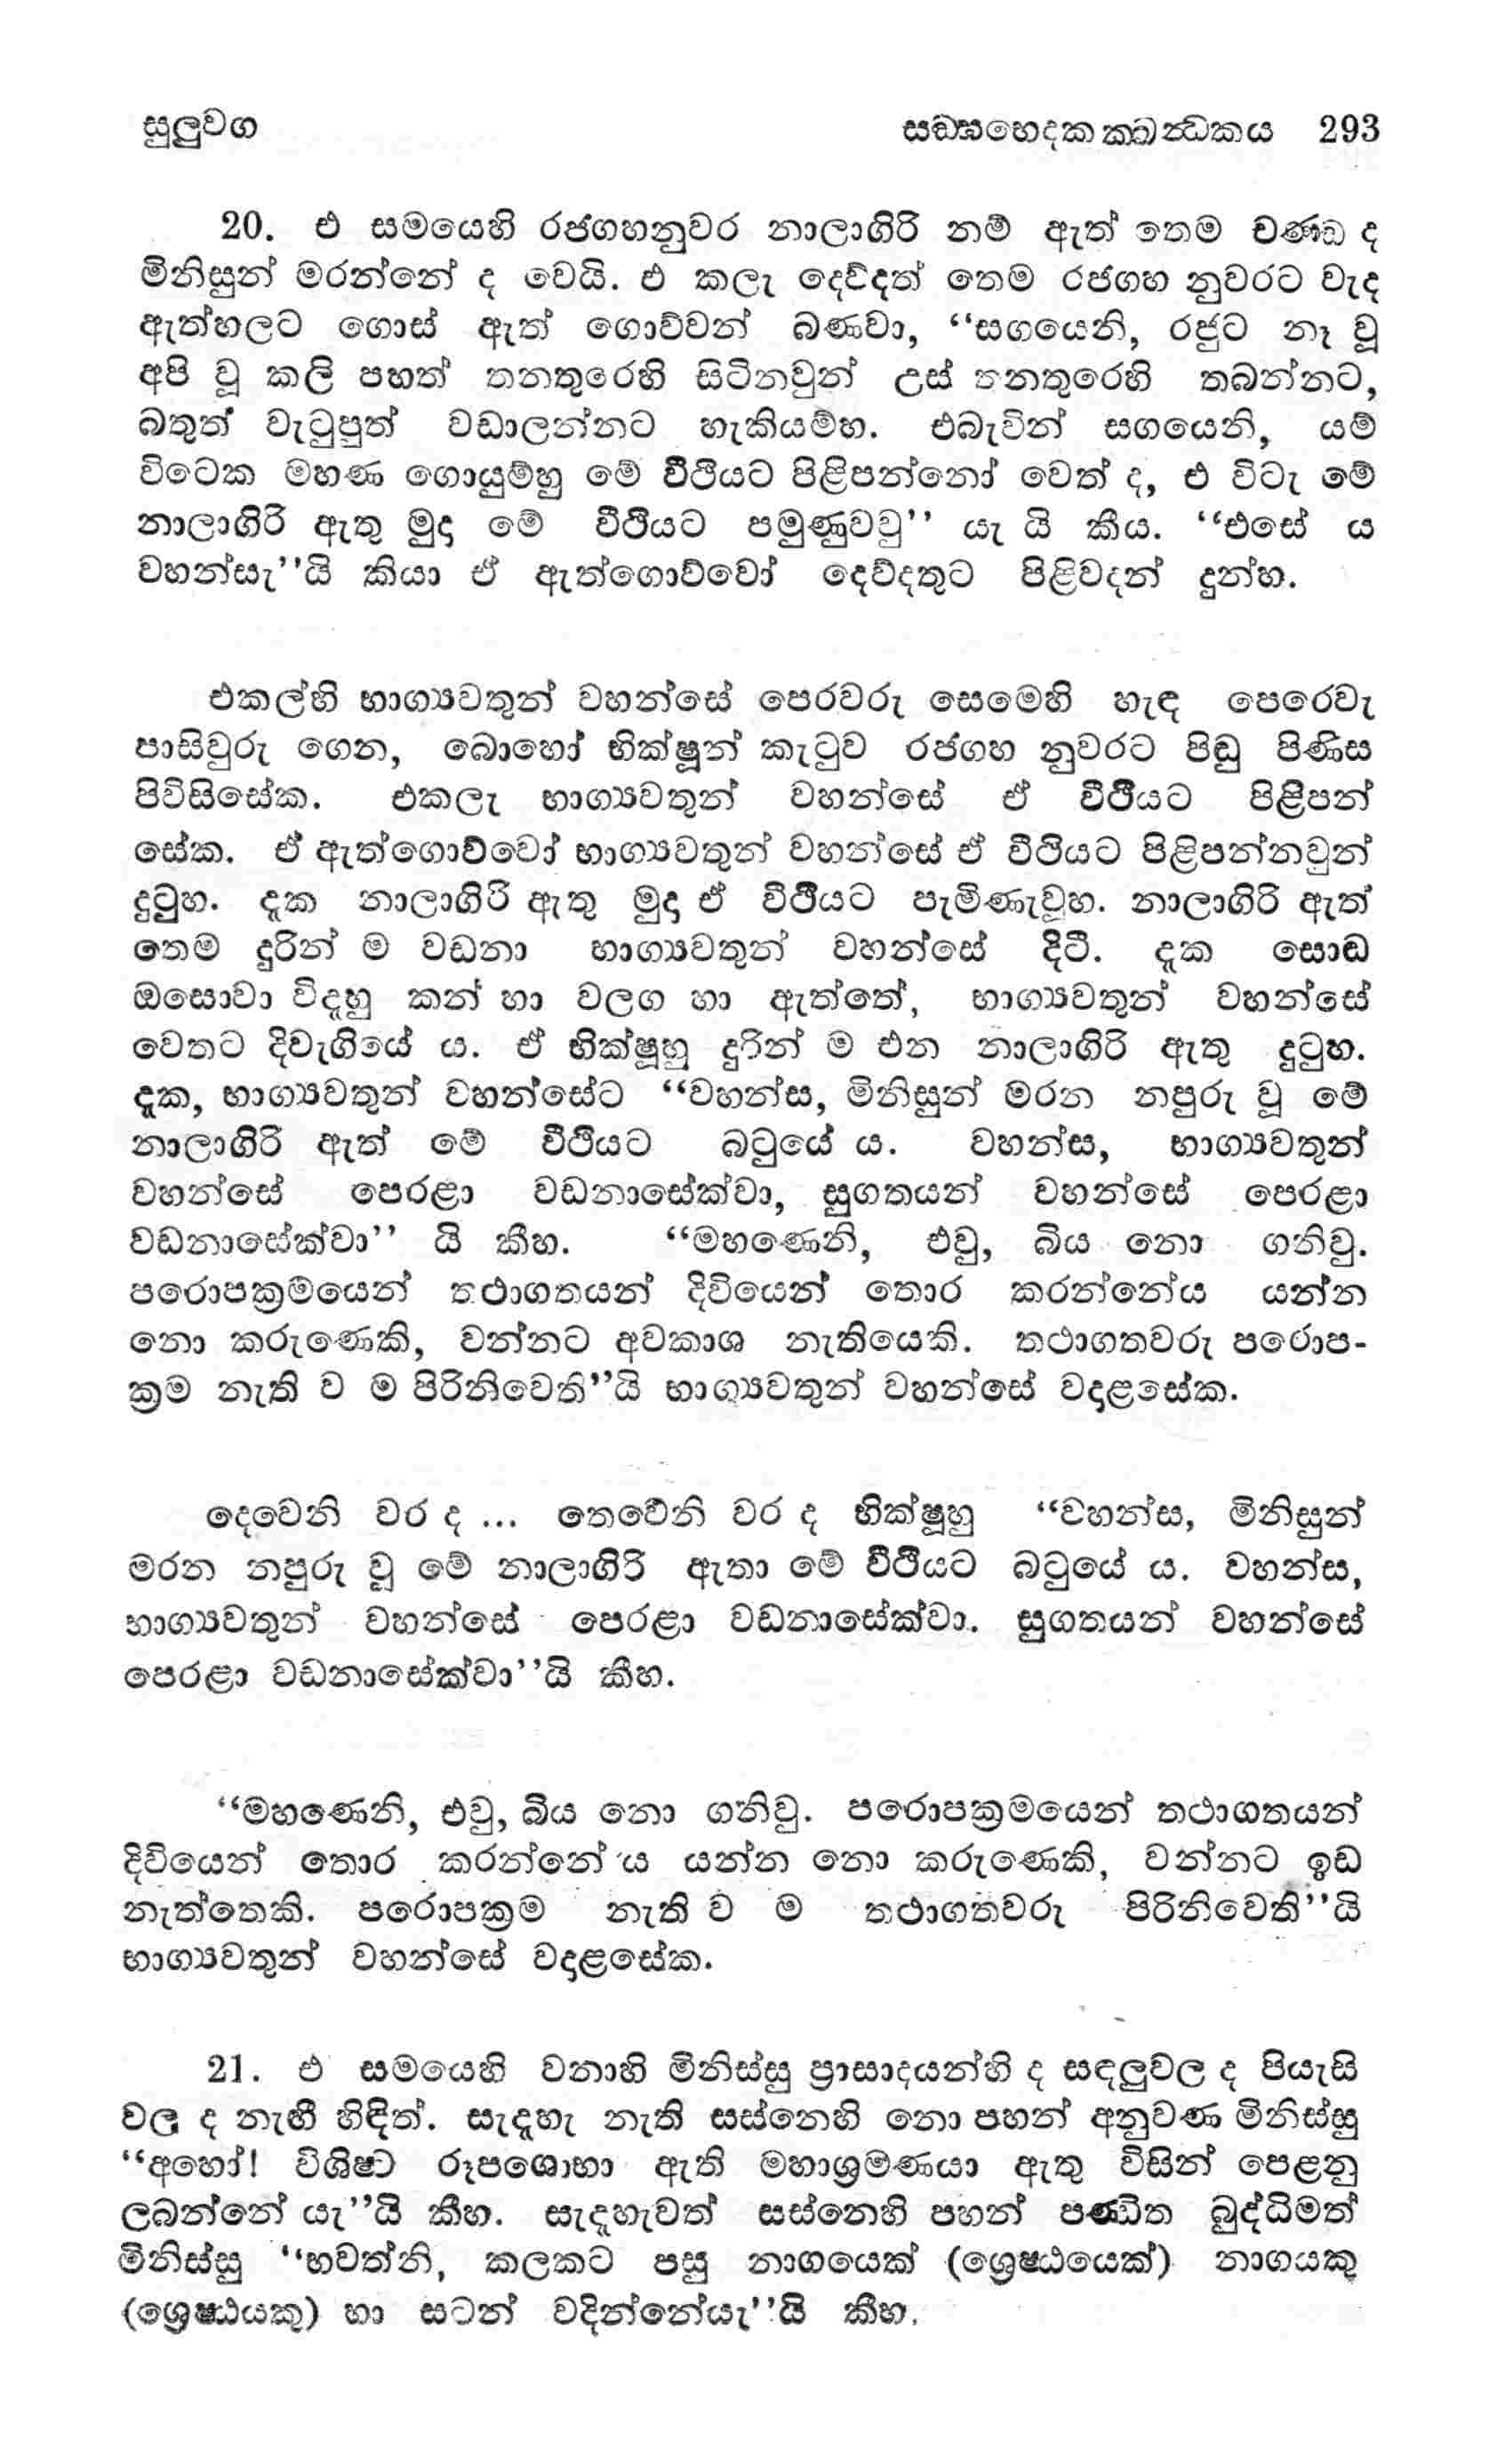 සුලුවග
සඞ්ඝභෙදකක්ඛන්ධකය 293
20. එ සමයෙහි රජගහනුවර නාලාගිරි නම් ඇත් තෙම චණ්ඩ ද
මිනිසුන් මරන්නේ ද වෙයි. එ කලැ දෙව්දත් තෙම රජගහ නුවරට වැද
ඇත්හලට ගොස් ඇත් ගොව්වන් බණවා, “සගයෙනි, රජුට නෑ වූ
අපි වූ කලි පහත් තනතුරෙහි සිටිනවුන් උස් තනතුරෙහි තබන්නට,
බතුත් වැටුපුත් වඩාලන්නට හැකියම්හ. එබැවින් සගයෙනි, යම්
විටෙක මහණ ගොයුම්හු මේ වීථියට පිළිපන්නෝ වෙත් ද, එ විටැ මේ
නාලාගිරි ඇතු මුදා මේ වීථියට පමුණුවවු” යැ යි කීය. “එසේ ය
වහන්සැ”යි කියා ඒ ඇත්ගොව්වෝ දෙව්දතුට පිළිවදන් දුන්හ.
එකල්හි භාග්‍යවතුන් වහන්සේ පෙරවරු සෙමෙහි හැඳ පෙරෙවැ
පාසිවුරු ගෙන, බොහෝ භික්ෂූන් කැටුව රජගහ නුවරට පිඬු පිණිස
පිවිසිසේක. එකලැ භාග්‍යවතුන් වහන්සේ ඒ වීථියට පිළිපන්
සේක. ඒ ඇත්ගොව්වෝ භාග්‍යවතුන් වහන්සේ ඒ වීථියට පිළිපන්නවුන්
දුටුහ. දැක නාලාගිරි ඇතු මුදා ඒ වීථියට පැමිණැවූහ. නාලාගිරි ඇත්
තෙම දුරින් ම වඩනා භාග්‍යවතුන් වහන්සේ දිටී. දැක සොඬ
ඔසොවා විදැහු කන් හා වලග හා ඇත්තේ, භාග්‍යවතුන් වහන්සේ
වෙතට දිවැගියේ ය. ඒ භික්ෂූහු දුරින් ම එන නාලාගිරි ඇතු දුටුහ.
දැක, භාග්‍යවතුන් වහන්සේට “වහන්ස, මිනිසුන් මරන නපුරු වූ මේ
නාලාගිරි ඇත් මේ වීථියට බටුයේ ය. වහන්ස, භාග්‍යවතුන්
වහන්සේ පෙරළා වඩනාසේක්වා, සුගතයන් වහන්සේ පෙරළා
වඩනාසේක්වා” යි කීහ. “මහණෙනි, එවු, බිය නො ගනිවු.
පරොපක්‍රමයෙන් තථාගතයන් දිවියෙන් තොර කරන්නේය යන්න
නො කරුණෙකි, වන්නට අවකාශ නැතියෙකි. තථාගතවරු පරොප-
ක්‍රම නැති ව ම පිරිනිවෙති”යි භාග්‍යවතුන් වහන්සේ වදාළසේක.
දෙවෙනි වර ද ... තෙවෙනි වර ද භික්ෂූහු “වහන්ස, මිනිසුන්
මරන නපුරු වූ මේ නාලාගිරි ඇතා මේ වීථියට බටුයේ ය. වහන්ස,
භාග්‍යවතුන් වහන්සේ පෙරළා වඩනාසේක්වා. සුගතයන් වහන්සේ
පෙරළා වඩනාසේක්වා”යි කීහ.
“මහණෙනි, එවු, බිය නො ගනිවු. පරොපක්‍රමයෙන් තථාගතයන්
දිවියෙන් තොර කරන්නේ ය යන්න නො කරුණෙකි, වන්නට ඉඩ
නැත්තෙකි. පරොපක්‍රම නැති ව ම තථාගතවරු පිරිනිවෙති”යි
භාග්‍යවතුන් වහන්සේ වදාළසේක.
21. එ සමයෙහි වනාහි මිනිස්සු ප්‍රාසාදයන්හි ද සඳලුවල ද පියැසි
වල ද නැඟී හිඳිත්. සැදැහැ නැති සස්නෙහි නො පහන් අනුවණ මිනිස්සු
“අහෝ! විශිෂ්ට රූපශොභා ඇති මහාශ්‍රමණයා ඇතු විසින් පෙළනු
ලබන්නේ යැ”යි කීහ. සැදැහැවත් සස්නෙහි පහන් පණ්ඩිත බුද්ධිමත්
මිනිස්සු “භවත්නි, කලකට පසු නාගයෙක් (ශ්‍රෙෂ්ඨයෙක්) නාගයකු
(ශ්‍රෙෂ්ඨයකු) හා සටන් වදින්නේයැ”යි කීහ.